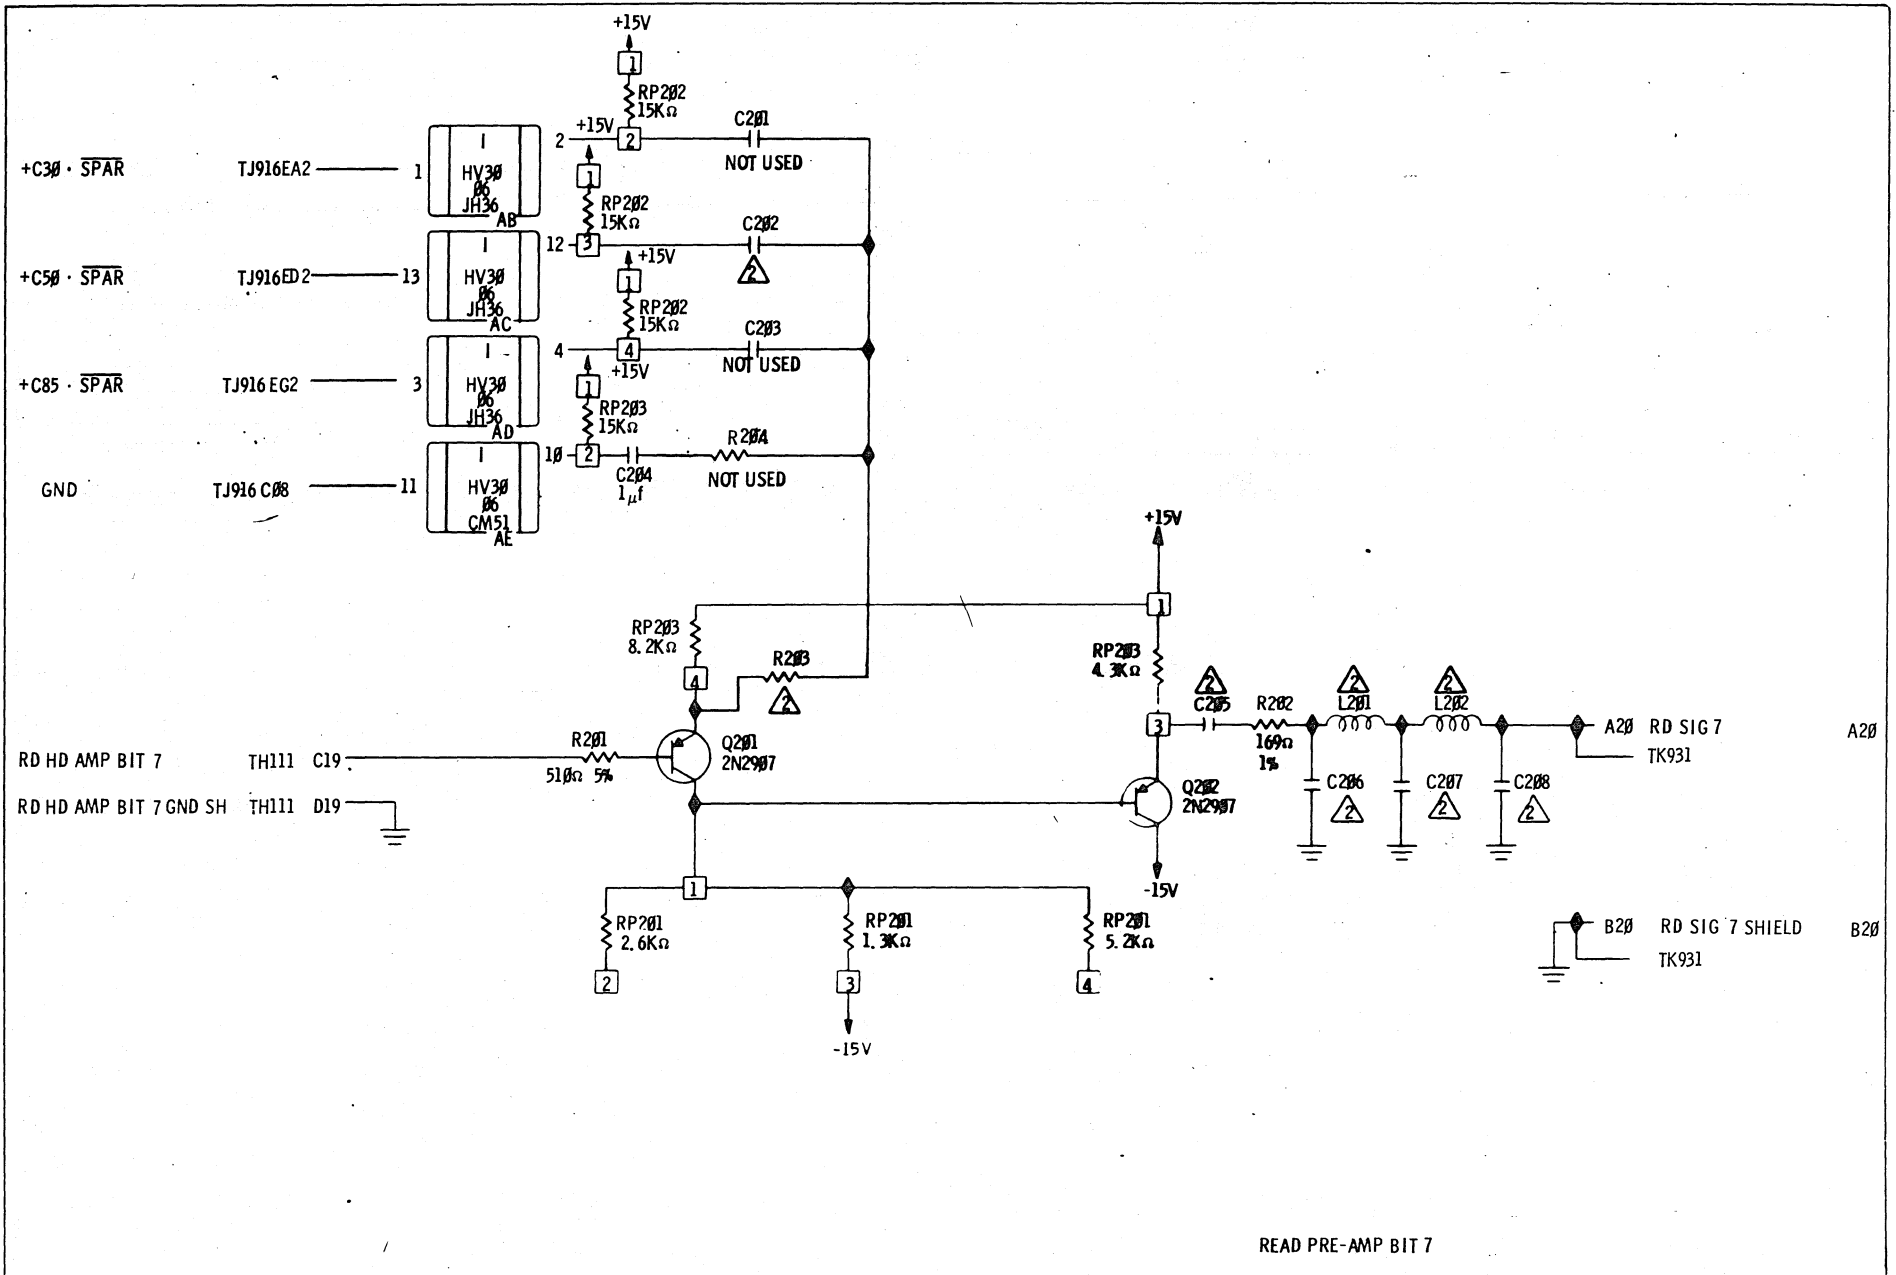 +15V
1
RP2Ø2
15KΩ
+15V
2
2
C2Ø1
NOT USED
+C3Ø · SPAR
TJ916EA2
1
I
HV3Ø
Ø6
JH36
AB
1
RP2Ø2
15KΩ
12
3
C2Ø2
2
+15V
+C5Ø · SPAR
TJ916ED2
13
I
HV3Ø
Ø6
JH36
AC
1
RP2Ø2
15KΩ
4
4
C2Ø3
NOT USED
+15V
+C85 · SPAR
TJ916 EG2
3
I
HV3Ø
Ø6
JH36
AD
1
RP2Ø3
15KΩ
1Ø
2
C2Ø4
1μf
R2Ø4
NOT USED
GND
TJ916 CØ8
11
I
HV3Ø
Ø6
CM51
AE
+15V
1
RP2Ø3
8.2KΩ
4
R2Ø3
2
RP2Ø3
4.3KΩ
3
2
C2Ø5
R2Ø2
169Ω
1%
2
L2Ø1
2
L2Ø2
A2Ø RD SIG 7
A2Ø
TK931
RD HD AMP BIT 7 TH111 C19
R2Ø1
51ØΩ 5%
Q2Ø1
2N29Ø7
C2Ø6
2
C2Ø7
2
C2Ø8
2
RD HD AMP BIT 7 GND SH TH111 D19
Q2Ø2
2N29Ø7
-15V
1
RP2Ø1
2.6KΩ
2
RP2Ø1
1.3KΩ
3
-15V
RP2Ø1
5.2KΩ
4
B2Ø RD SIG 7 SHIELD
B2Ø
TK931
READ PRE-AMP BIT 7